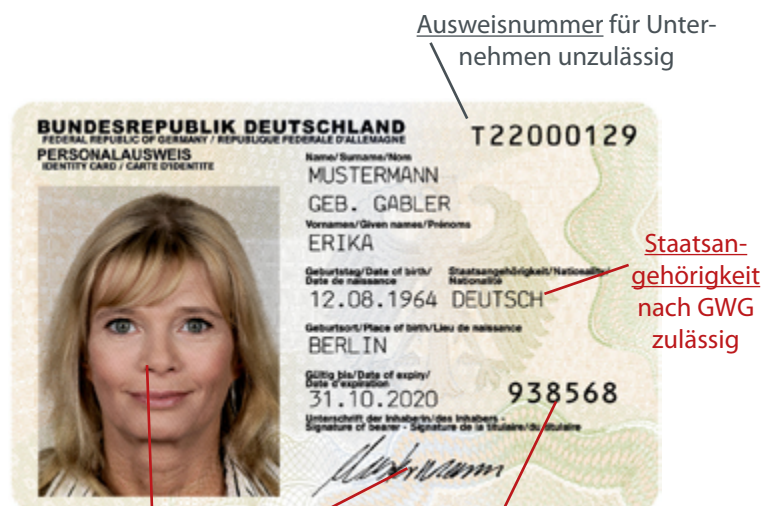 Ausweisnummer für Unter-
nehmen unzulässig
BUNDESREPUBLIK DEUTSCHLAND
FEDERAL REPUBLIC OF GERMANY / REPUBLIQUE FEDERALE D'ALLEMAGNE
PERSONALAUSWEIS
IDENTITY CARD / CARTE D'IDENTITE
T22000129
Name/Surname/Nom
MUSTERMANN
GEB. GABLER
Vornames/Given names/Prénoms
ERIKA
Geburtstag/Date of birth/
Date de naissance
Staatsangehörigkeit/Nationality/
Nationalité
12.08.1964 DEUTSCH
Staatsan-
gehörigkeit
nach GWG
zulässig
Geburtsort/Place of birth/Lieu de naissance
BERLIN
Gültig bis/Date of expiry/
Date d'expiration
31.10.2020
938568
Unterschrift der Inhaberin/des Inhabers -
Signature of bearer - Signature de la titulaire/du titulaire
Mustermann